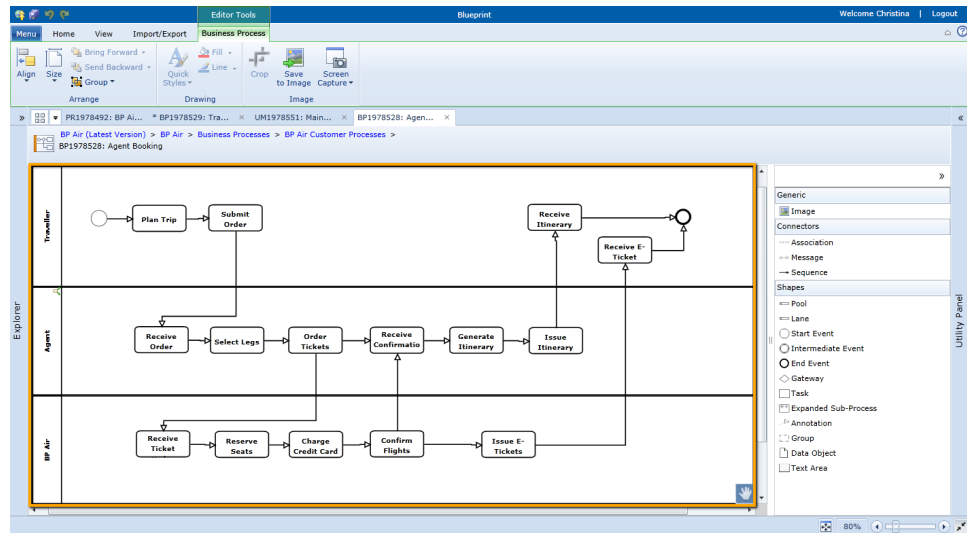 Editor Tools
Blueprint
Welcome Christina | Logout
Menu Home View Import/Export Business Process
Align
Size
Bring Forward
Send Backward
Group
Arrange
Quick Styles
Fill
Line
Drawing
Crop
Save to Image
Screen Capture
Image
PR1978492: BP Ai...
* BP1978529: Tra... ×
UM1978551: Main... ×
BP1978528: Agen... ×
BP Air (Latest Version) > BP Air > Business Processes > BP Air Customer Processes >
BP1978528: Agent Booking
Explorer
Traveller
Plan Trip
Submit
Order
Receive
Itinerary
Receive E-
Ticket
Agent
Receive
Order
Select Legs
Order
Tickets
Receive
Confirmatio
Generate
Itinerary
Issue
Itinerary
BP Air
Receive
Ticket
Reserve
Seats
Charge
Credit Card
Confirm
Flights
Issue E-
Tickets
Generic
Image
Connectors
Association
Message
Sequence
Shapes
Pool
Lane
Start Event
Intermediate Event
End Event
Gateway
Task
Expanded Sub-Process
Annotation
Group
Data Object
Text Area
Utility Panel
80%